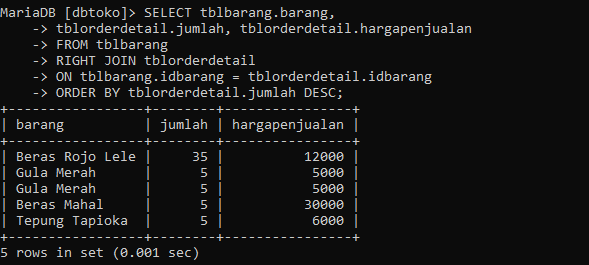 MariaDB [dbtoko]> SELECT tblbarang.barang,
    -> tblorderdetail.jumlah, tblorderdetail.hargapenjualan
    -> FROM tblbarang
    -> RIGHT JOIN tblorderdetail
    -> ON tblbarang.idbarang = tblorderdetail.idbarang
    -> ORDER BY tblorderdetail.jumlah DESC;
+-----------------+--------+----------------+
| barang          | jumlah | hargapenjualan |
+-----------------+--------+----------------+
| Beras Rojo Lele |     35 |          12000 |
| Gula Merah      |      5 |           5000 |
| Gula Merah      |      5 |           5000 |
| Beras Mahal     |      5 |          30000 |
| Tepung Tapioka  |      5 |           6000 |
+-----------------+--------+----------------+
5 rows in set (0.001 sec)